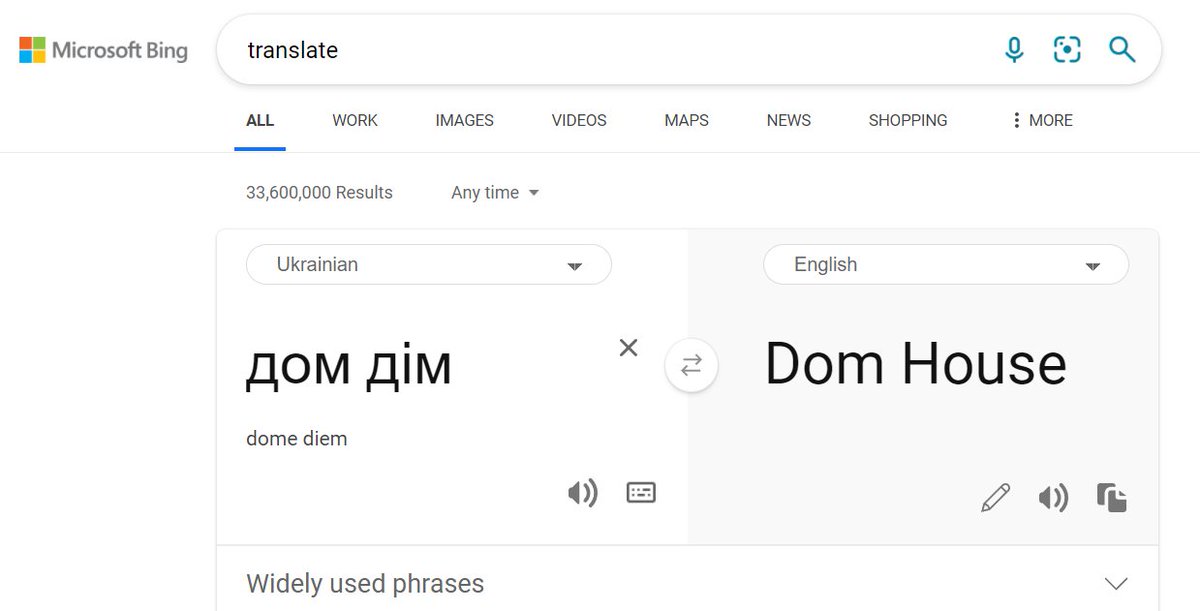 Microsoft Bing
translate
ALL WORK IMAGES VIDEOS MAPS NEWS SHOPPING MORE
33,600,000 Results Any time
Ukrainian English
дом дім Dom House
dome diem
Widely used phrases